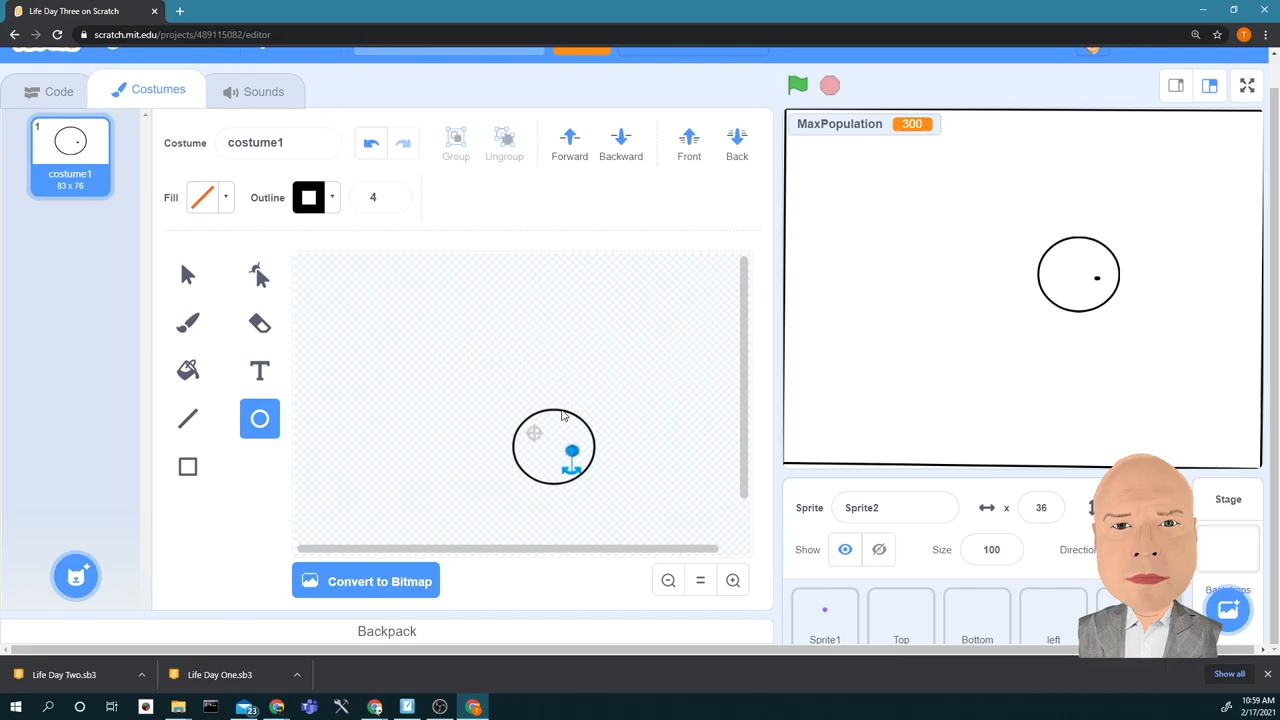 Life Day Three on Scratch
scratch.mit.edu/projects/489115082/editor
T
Code
Costumes
Sounds
1
costume1
83 x 76
Costume
costume1
Group
Ungroup
Forward
Backward
Front
Back
Fill
Outline
4
T
Convert to Bitmap
Backpack
MaxPopulation
300
Sprite
Sprite2
x
36
Show
Size
100
Stage
Sprite1
Top
Bottom
left
Life Day Two.sb3
Life Day One.sb3
Show all
23
10:59 AM
2/17/2021